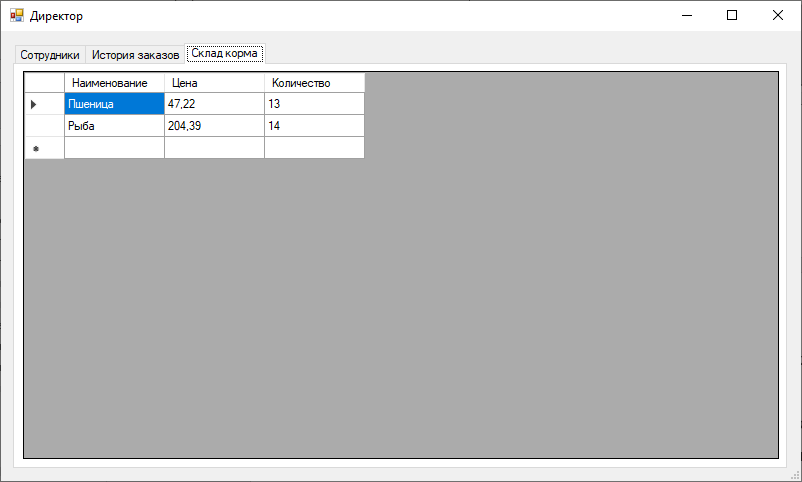 Директор
Сотрудники История заказов Склад корма
Наименование Цена Количество
Пшеница 47,22 13
Рыба 204,39 14